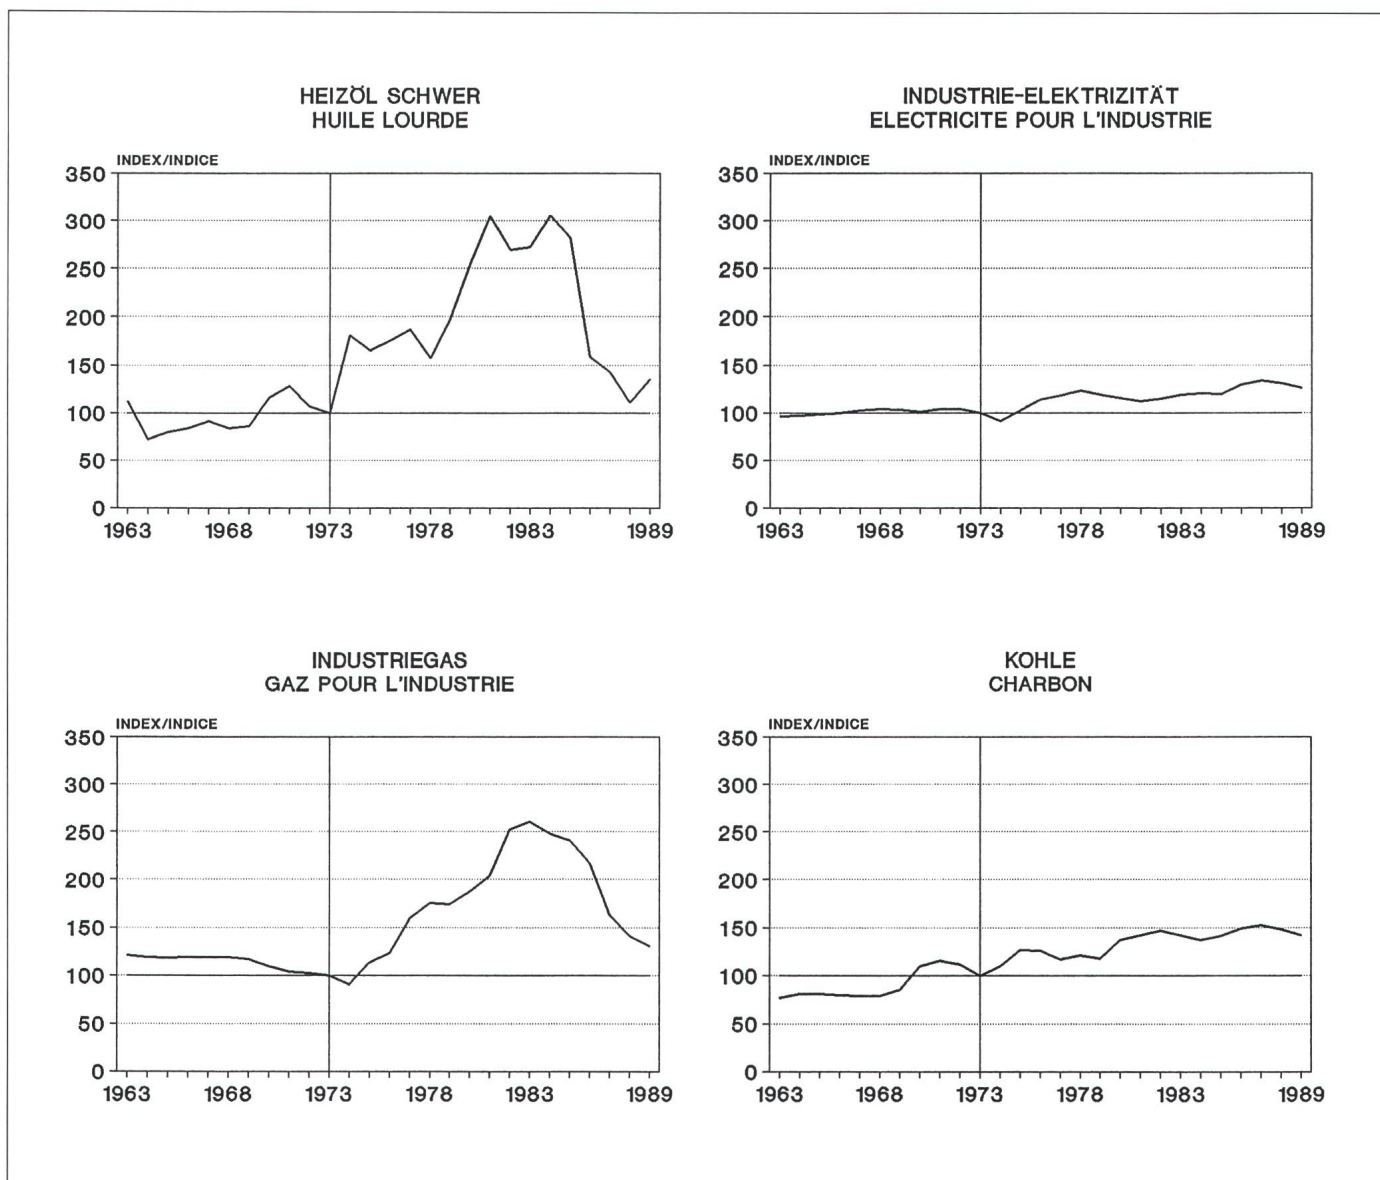 HEIZÖL SCHWER
HUILE LOURDE
INDEX/INDICE
350
300
250
200
150
100
50
0
1963 1968 1973 1978 1983 1989
INDUSTRIE-ELEKTRIZITÄT
ELECTRICITE POUR L'INDUSTRIE
INDEX/INDICE
350
300
250
200
150
100
50
0
1963 1968 1973 1978 1983 1989
INDUSTRIEGAS
GAZ POUR L'INDUSTRIE
INDEX/INDICE
350
300
250
200
150
100
50
0
1963 1968 1973 1978 1983 1989
KOHLE
CHARBON
INDEX/INDICE
350
300
250
200
150
100
50
0
1963 1968 1973 1978 1983 1989